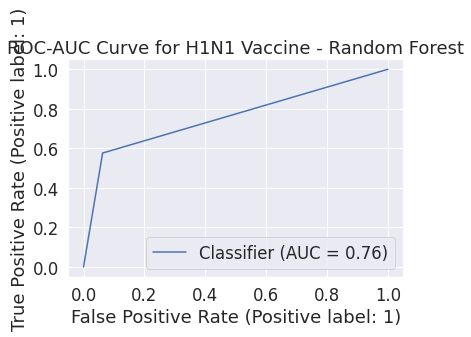 ROC-AUC Curve for H1N1 Vaccine - Random Forest
True Positive Rate (Positive label: 1)
1.0
0.8
0.6
0.4
0.2
0.0
Classifier (AUC = 0.76)
0.0 0.2 0.4 0.6 0.8 1.0
False Positive Rate (Positive label: 1)